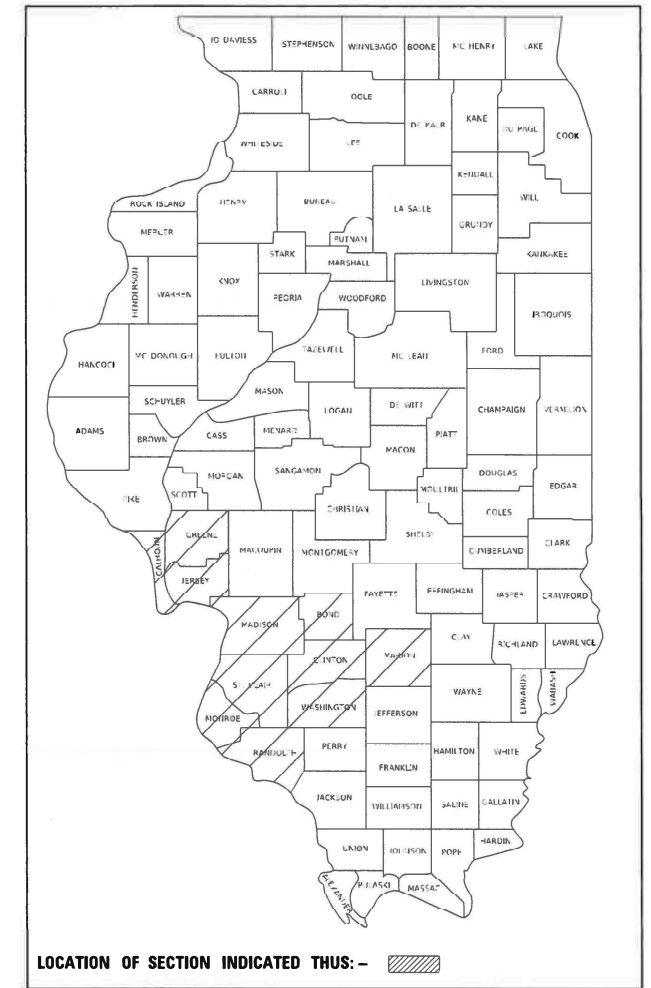 JO DAVIESS STEPHENSON WINNEBAGO BOONE MC HENRY LAKE
CARROLL OGLE
DE KALB KANE DU PAGE COOK
WHITESIDE LEE
KENDALL
WILL
ROCK ISLAND HENRY BUREAU LA SALLE
GRUNDY
MERCER PUTNAM
STARK MARSHALL KANKAKEE
HENDERSON WARREN KNOX PEORIA WOODFORD LIVINGSTON
IROQUOIS
HANCOCK MC DONOUGH FULTON TAZEWELL MC LEAN FORD
MASON
SCHUYLER LOGAN DE WITT CHAMPAIGN VERMILION
ADAMS BROWN CASS MENARD PIATT
MACON
MORGAN SANGAMON DOUGLAS
PIKE SCOTT MOULTRIE EDGAR
CHRISTIAN COLES
CALHOUN GREENE MACOUPIN MONTGOMERY SHELBY
CUMBERLAND CLARK
JERSEY
FAYETTE EFFINGHAM JASPER CRAWFORD
MADISON BOND
CLAY RICHLAND LAWRENCE
CLINTON MARION
ST. CLAIR
WAYNE EDWARDS WABASH
MONROE WASHINGTON JEFFERSON
RANDOLPH PERRY HAMILTON WHITE
FRANKLIN
JACKSON WILLIAMSON SALINE GALLATIN
UNION JOHNSON POPE HARDIN
ALEXANDER PULASKI MASSAC
LOCATION OF SECTION INDICATED THUS: –